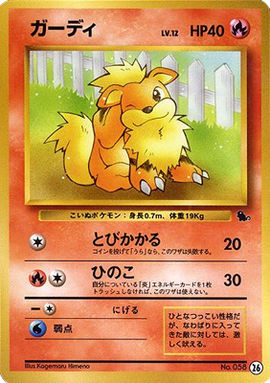 ガーディ LV.12 HP40
こいぬポケモン：身長0.7m、体重19Kg
とびかかる 20
コインを投げて「うら」なら、このワザは失敗する。
ひのこ 30
自分についている「炎」エネルギーカードを1枚
トラッシュしなければ、このワザは使えない。
にげる
弱点
ひとなつっこい性格だ
が、なわばりに入って
きた敵に対しては、激
しく吠える。
Illus.Kagemaru Himeno
No.058 26